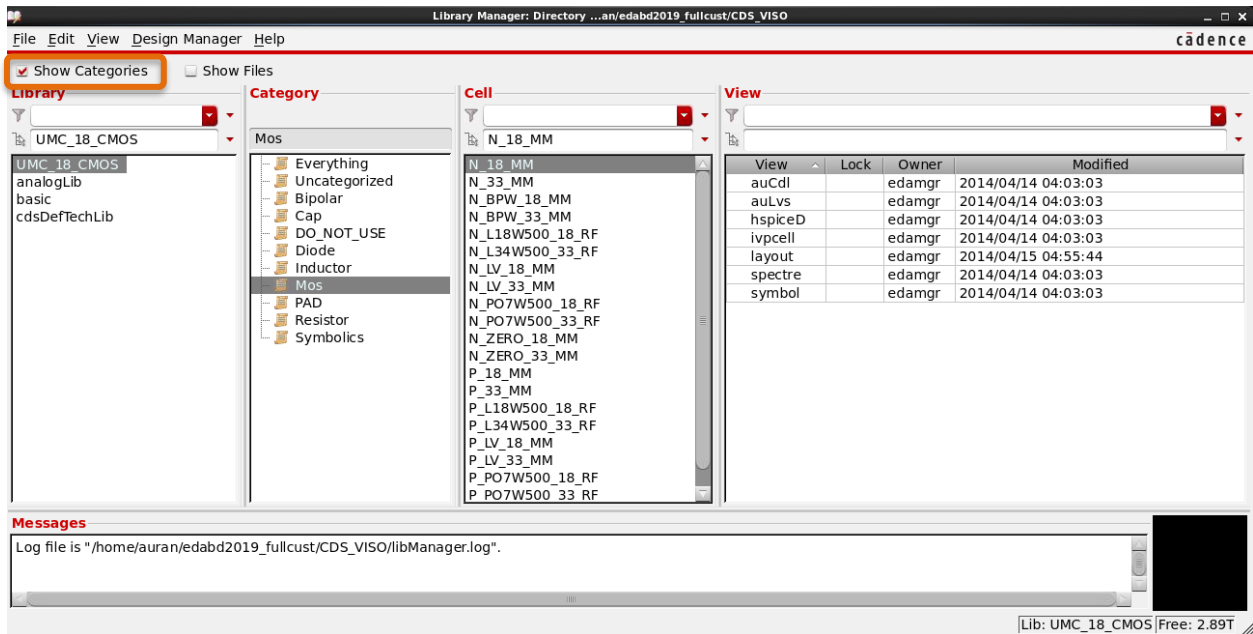 Library Manager: Directory ...an/edabd2019_fullcust/CDS_VISO
File Edit View Design Manager Help
cādence
Show Categories
Show Files
Library
Category
Cell
View
UMC_18_CMOS
Mos
N_18_MM
UMC_18_CMOS
analogLib
basic
cdsDefTechLib
Everything
Uncategorized
Bipolar
Cap
DO_NOT_USE
Diode
Inductor
Mos
PAD
Resistor
Symbolics
N_18_MM
N_33_MM
N_BPW_18_MM
N_BPW_33_MM
N_L18W500_18_RF
N_L34W500_33_RF
N_LV_18_MM
N_LV_33_MM
N_PO7W500_18_RF
N_PO7W500_33_RF
N_ZERO_18_MM
N_ZERO_33_MM
P_18_MM
P_33_MM
P_L18W500_18_RF
P_L34W500_33_RF
P_LV_18_MM
P_LV_33_MM
P_PO7W500_18_RF
P_PO7W500_33_RF
View Lock Owner Modified
auCdl edamgr 2014/04/14 04:03:03
auLvs edamgr 2014/04/14 04:03:03
hspiceD edamgr 2014/04/14 04:03:03
ivpcell edamgr 2014/04/14 04:03:03
layout edamgr 2014/04/15 04:55:44
spectre edamgr 2014/04/14 04:03:03
symbol edamgr 2014/04/14 04:03:03
Messages
Log file is "/home/auran/edabd2019_fullcust/CDS_VISO/libManager.log".
Lib: UMC_18_CMOS Free: 2.89T